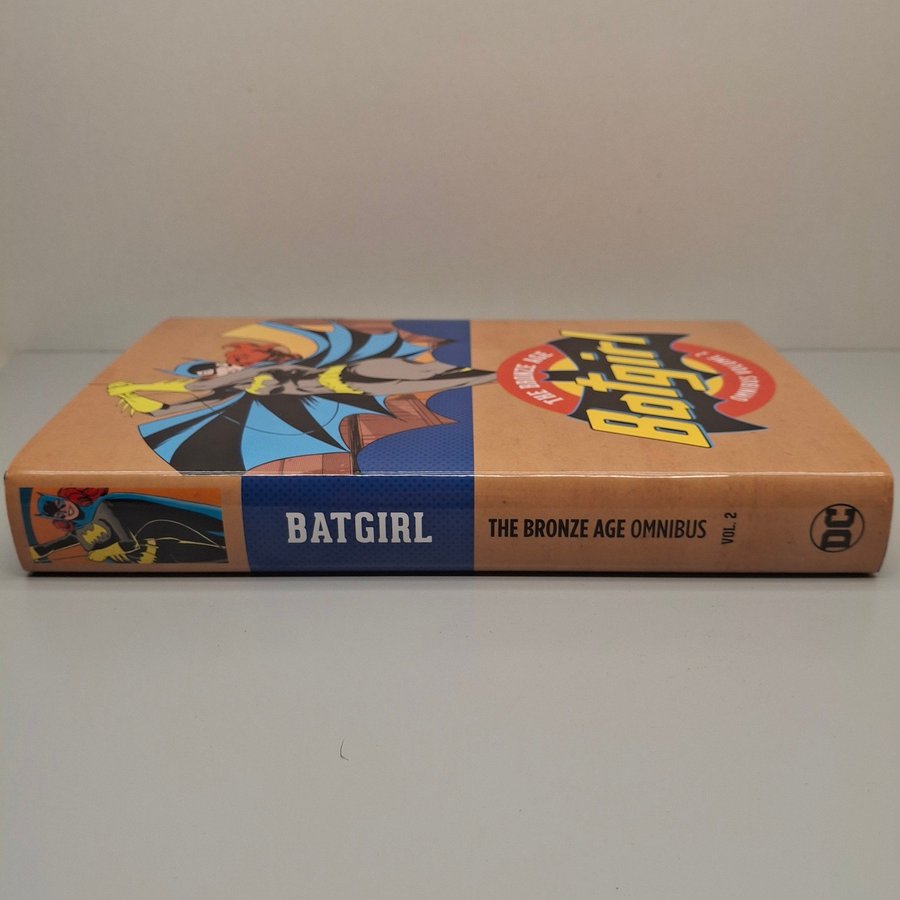 THE BRONZE AGE
Batgirl
OMNIBUS VOLUME 2
BATGIRL
THE BRONZE AGE OMNIBUS
VOL. 2
DC